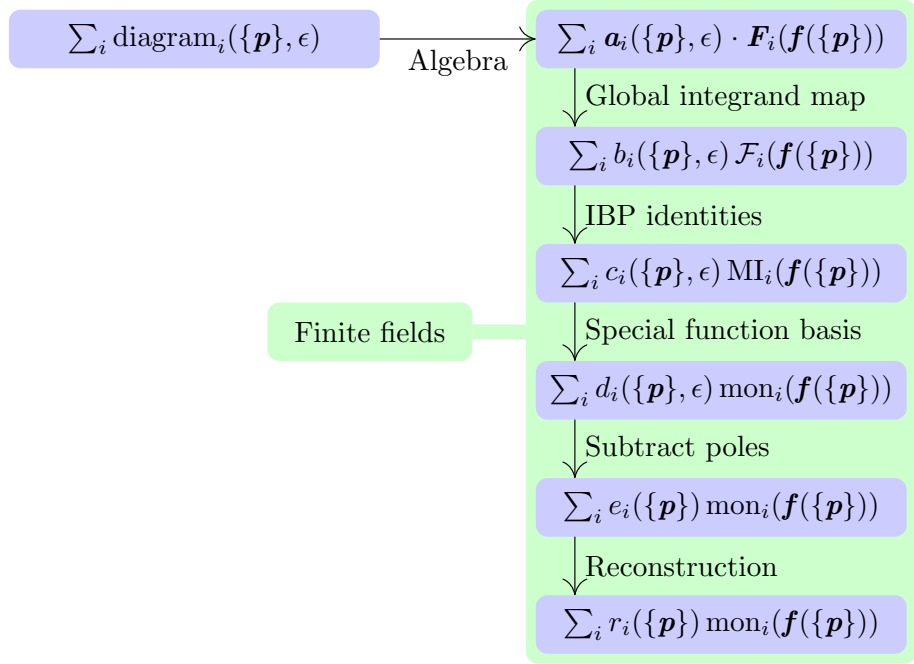 ∑_i diagram_i({𝒑}, ϵ)
Algebra
∑_i 𝒂_i({𝒑}, ϵ) · 𝑭_i(𝒇({𝒑}))
Global integrand map
∑_i b_i({𝒑}, ϵ) ℱ_i(𝒇({𝒑}))
IBP identities
∑_i c_i({𝒑}, ϵ) MI_i(𝒇({𝒑}))
Finite fields
Special function basis
∑_i d_i({𝒑}, ϵ) mon_i(𝒇({𝒑}))
Subtract poles
∑_i e_i({𝒑}) mon_i(𝒇({𝒑}))
Reconstruction
∑_i r_i({𝒑}) mon_i(𝒇({𝒑}))